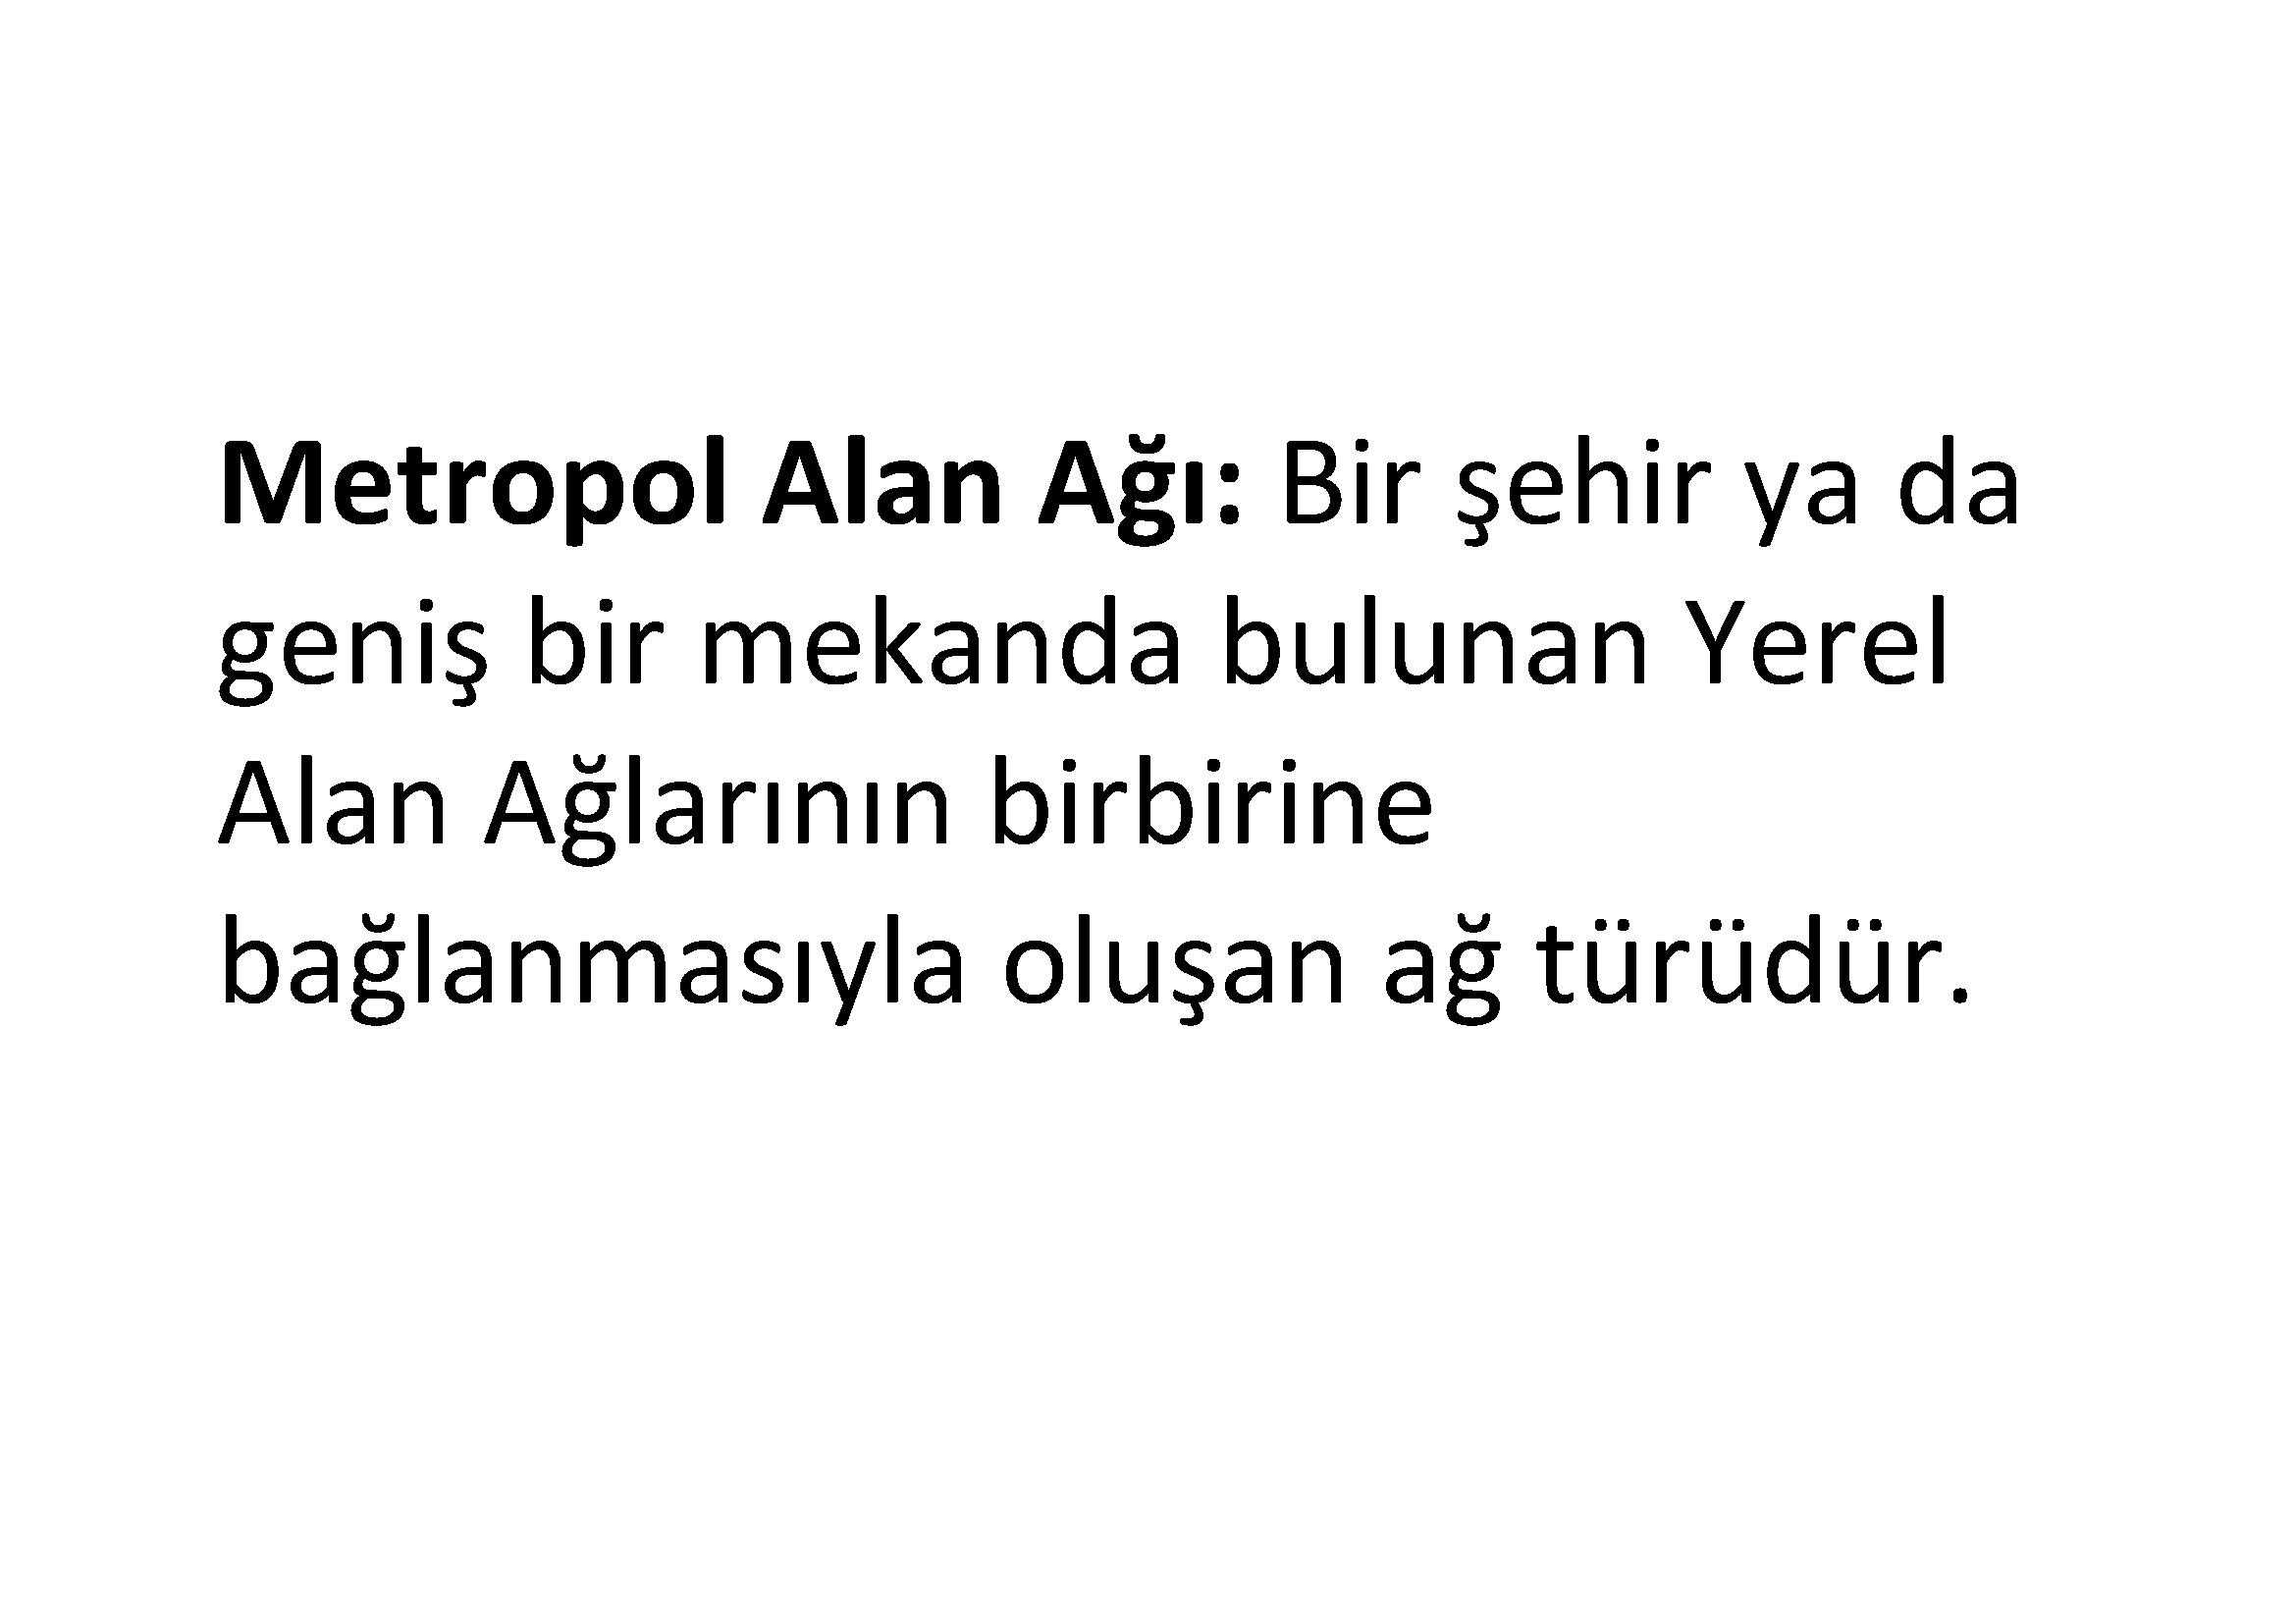 Metropol Alan Ağı: Bir şehir ya da
geniş bir mekanda bulunan Yerel
Alan Ağlarının birbirine
bağlanmasıyla oluşan ağ türüdür.